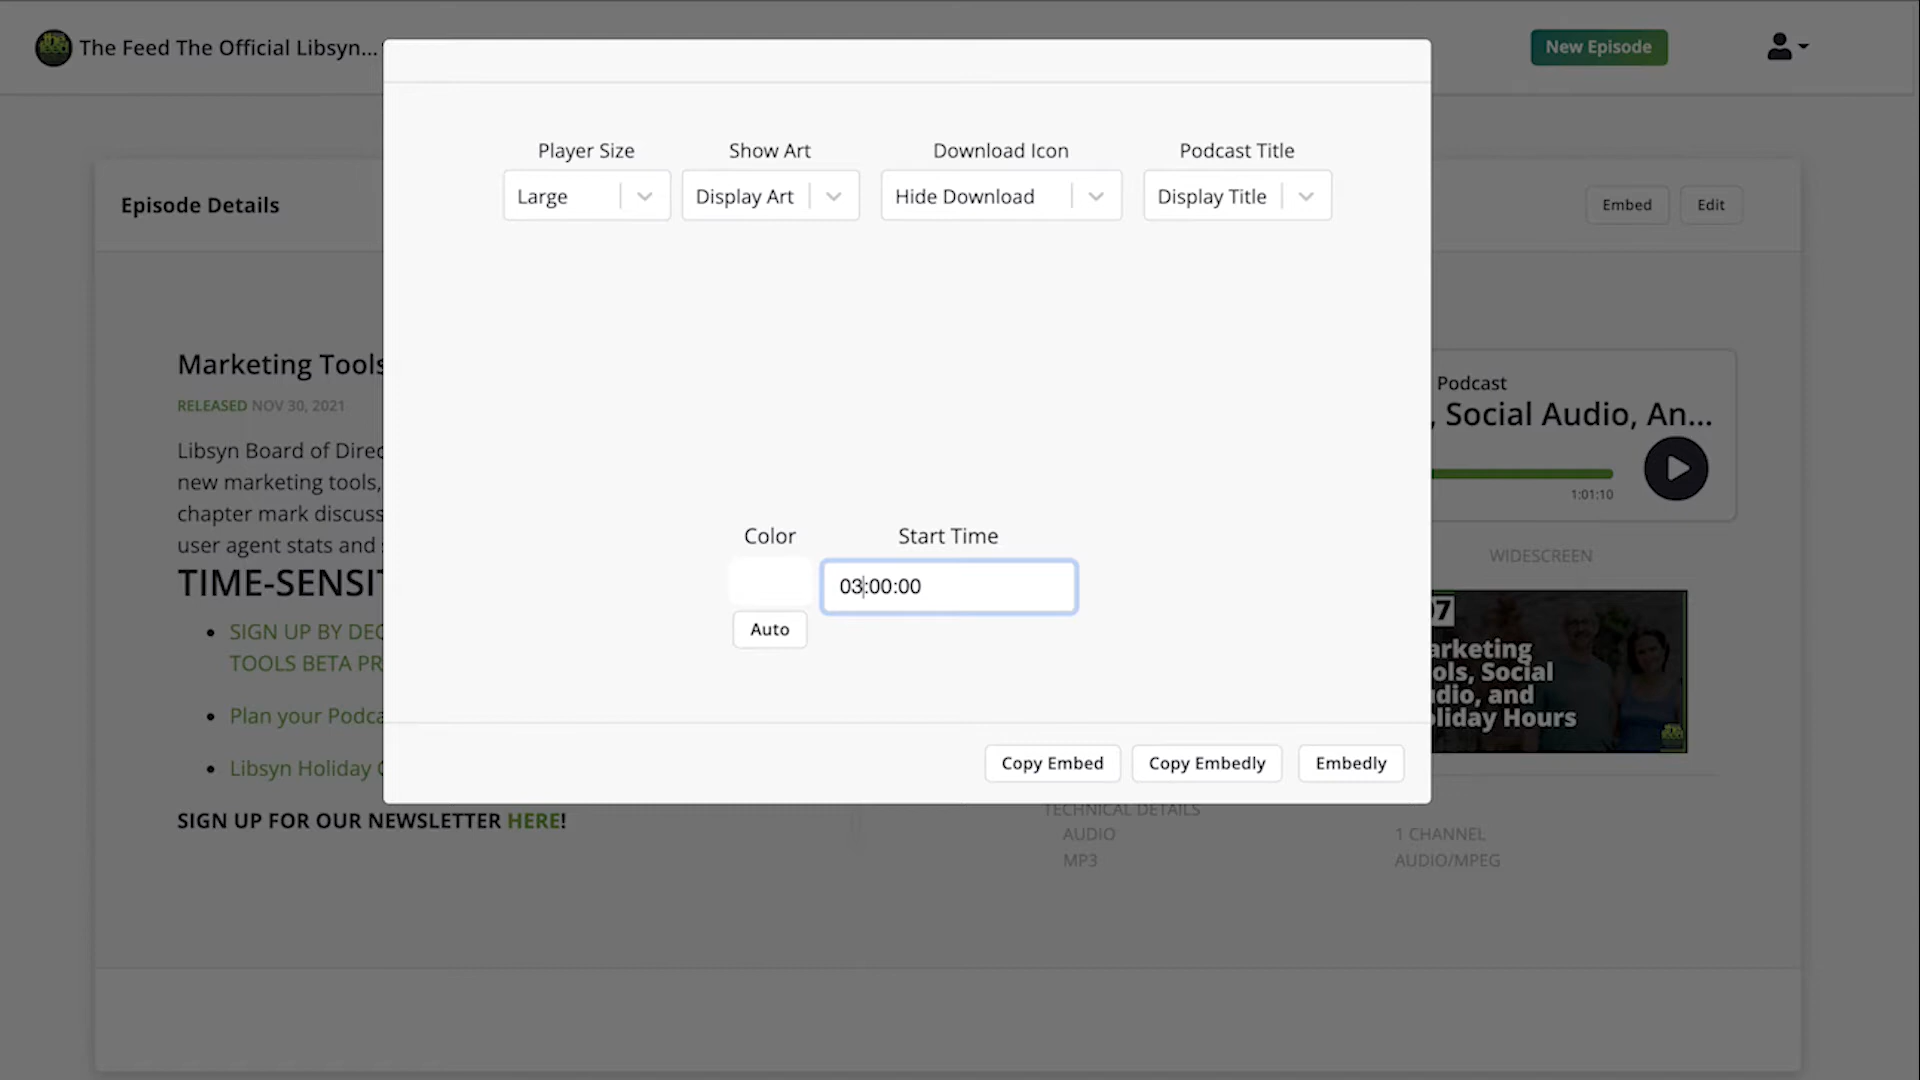 The Feed The Official Libsyn...
New Episode
Player Size
Show Art
Download Icon
Podcast Title
Large
Display Art
Hide Download
Display Title
Episode Details
Embed
Edit
Marketing Tools
RELEASED NOV 30, 2021
Libsyn Board of Direc
new marketing tools,
chapter mark discuss
user agent stats and
TIME-SENSIT
SIGN UP BY DEC
TOOLS BETA PR
Plan your Podca
Libsyn Holiday
SIGN UP FOR OUR NEWSLETTER HERE!
Color
Start Time
03:00:00
Auto
Copy Embed
Copy Embedly
Embedly
Podcast
, Social Audio, An...
1:01:10
WIDESCREEN
07
arketing
ols, Social
dio, and
liday Hours
TECHNICAL DETAILS
AUDIO
1 CHANNEL
MP3
AUDIO/MPEG